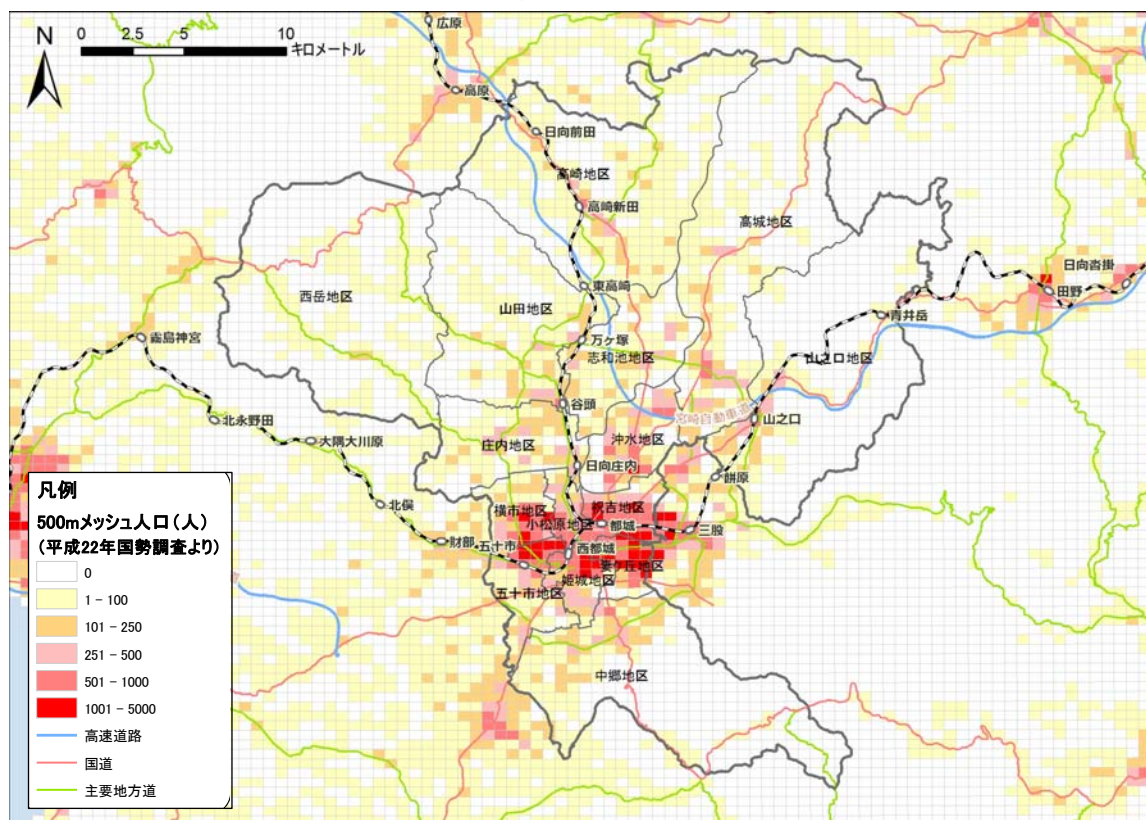 N
0 2.5 5 10
キロメートル
広原
高原
日向前田
高崎地区
高崎新田
高城地区
日向沓掛
田野
東高崎
西岳地区
山田地区
青井岳
霧島神宮
万ケ塚
志和池地区
山之口地区
谷頭
宮崎自動車道
山之口
北永野田
大隅大川原
庄内地区
沖水地区
日向庄内
餅原
北俣
横市地区
祝吉地区
小松原地区
都城
三股
財部
五十市
西都城
妻ケ丘地区
姫城地区
五十市地区
中郷地区
凡例
500mメッシュ人口(人)
(平成22年国勢調査より)
0
1 - 100
101 - 250
251 - 500
501 - 1000
1001 - 5000
高速道路
国道
主要地方道